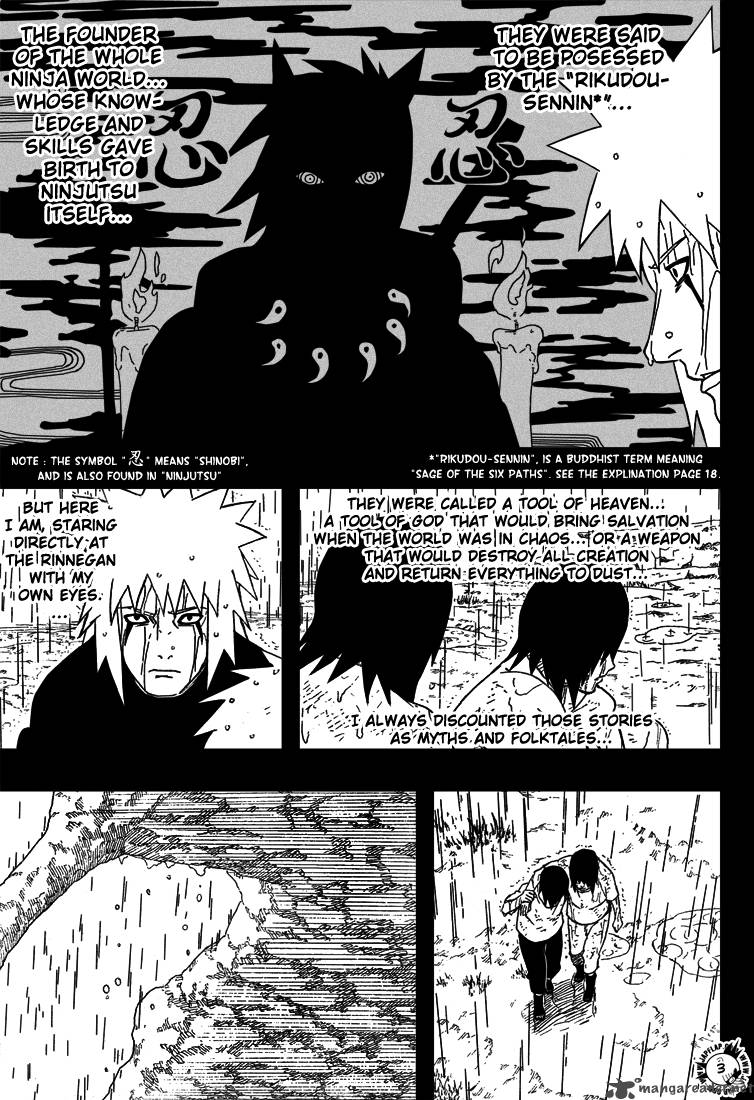 THEY WERE SAID
TO BE POSESSED
BY THE "RIKUDOU-
SENNIN*"...
THE FOUNDER
OF THE WHOLE
NINJA WORLD...
WHOSE KNOW-
LEDGE AND
SKILLS GAVE
BIRTH TO
NINJUTSU
ITSELF...
忍
忍
*"RIKUDOU-SENNIN", IS A BUDDHIST TERM MEANING
"SAGE OF THE SIX PATHS". SEE THE EXPLINATION PAGE 18.
NOTE : THE SYMBOL "忍" MEANS "SHINOBI",
AND IS ALSO FOUND IN "NINJUTSU"
THEY WERE CALLED A TOOL OF HEAVEN...
A TOOL OF GOD THAT WOULD BRING SALVATION
WHEN THE WORLD WAS IN CHAOS... OR A WEAPON
THAT WOULD DESTROY ALL CREATION
AND RETURN EVERYTHING TO DUST...
I ALWAYS DISCOUNTED THOSE STORIES
AS MYTHS AND FOLKTALES...
BUT HERE
I AM, STARING
DIRECTLY AT
THE RINNEGAN
WITH MY
OWN EYES.
3